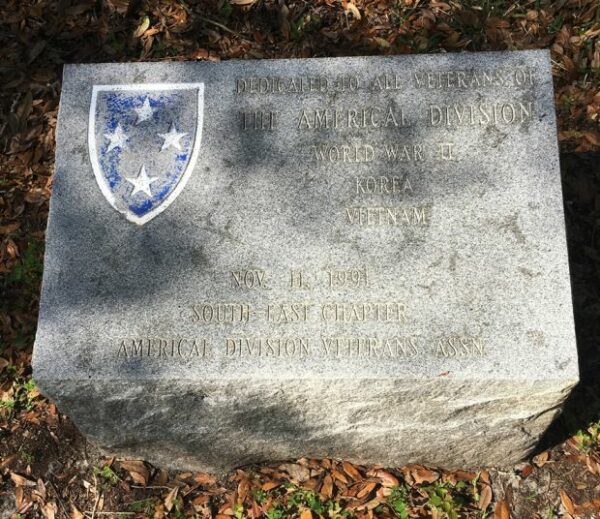 DEDICATED TO ALL VETERANS OF
THE AMERICAL DIVISION
WORLD WAR II
KOREA
VIETNAM
NOV. 11, 1991
SOUTH-EAST CHAPTER
AMERICAL DIVISION VETERANS ASSN.